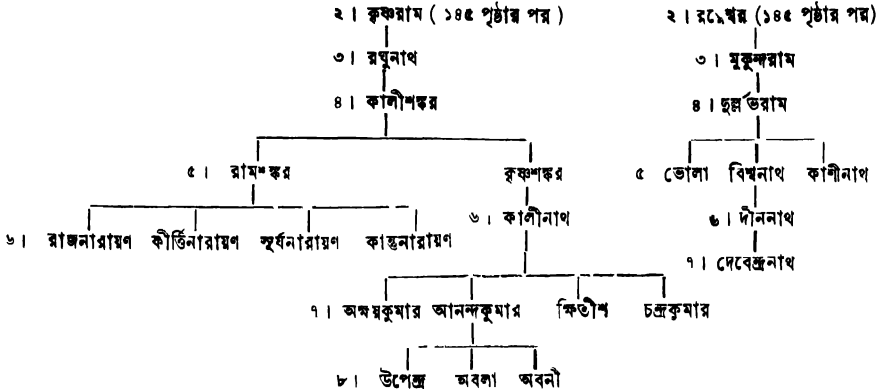 ২। কৃষ্ণরাম ( ১৪৫ পৃষ্ঠার পর ) ২। রত্নেশ্বর (১৪৫ পৃষ্ঠার পর)
৩। রঘুনাথ ৩। মুকুন্দরাম
৪। কালীশঙ্কর ৪। দুর্ল্লভরাম
৫। রামশঙ্কর কৃষ্ণশঙ্কর ৫ ভোলা বিশ্বনাথ কাশীনাথ
৬। রাজনারায়ণ কীর্ত্তিনারায়ণ সূর্যনারায়ণ কান্তনারায়ণ ৬। কালীনাথ ৬। দীননাথ
৭। দেবেন্দ্রনাথ
৭। অক্ষয়কুমার আনন্দকুমার ক্ষিতীশ চন্দ্রকুমার
৮। উপেন্দ্র অবলা অবনী